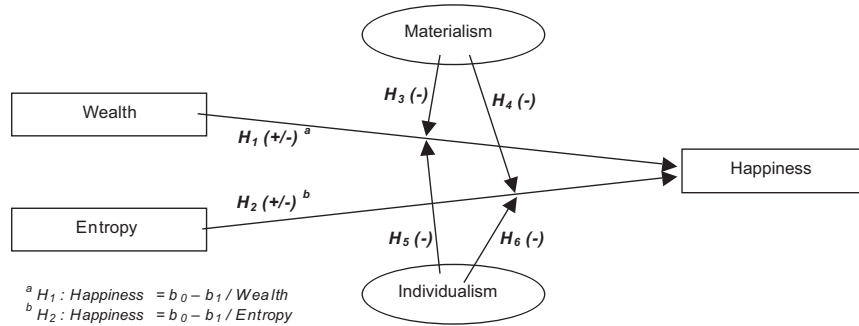 Materialism
H3 (-)
H4 (-)
Wealth
H1 (+/-) a
Happiness
H2 (+/-) b
Entropy
H5 (-)
H6 (-)
Individualism
a H1 : Happiness = b0 – b1 / Wealth
b H2 : Happiness = b0 – b1 / Entropy